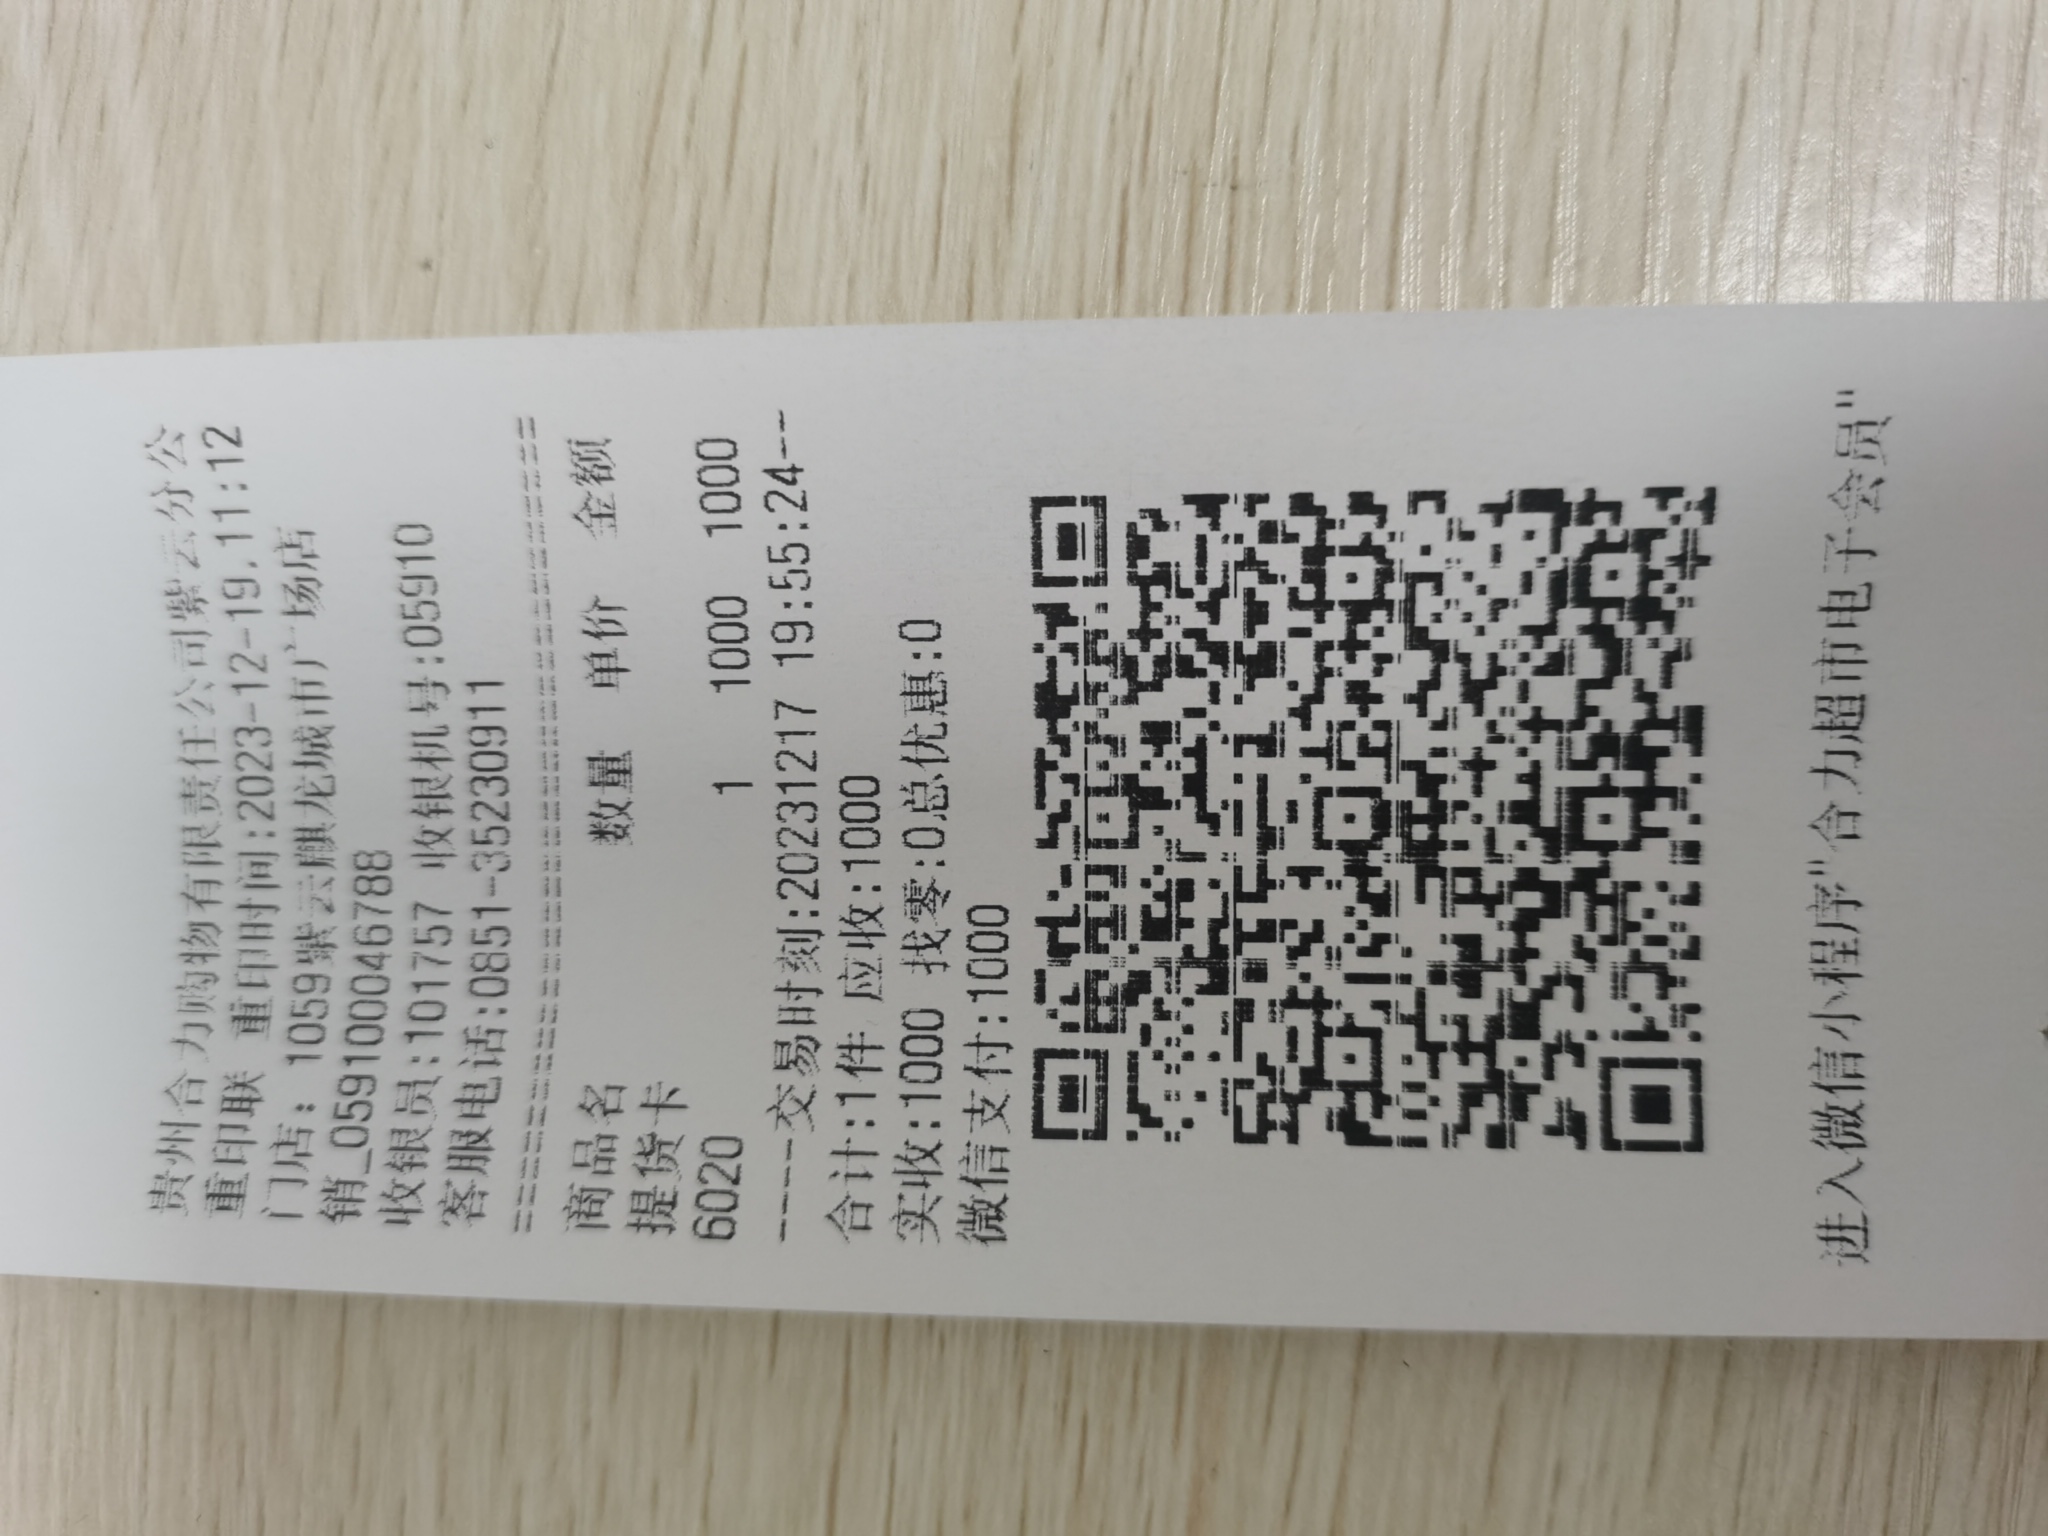 贵州合力购物有限责任公司紫云分公
重印联 重印时间:2023-12-19.11:12
门店: 1059紫云麒龙城市广场店
销_059100046788
收银员:101757 收银机号:05910
客服电话:0851-35230911
================================
商品名 数量 单价 金额
提货卡
6020 1 1000 1000
----交易时刻:20231217 19:55:24---
合计:1件 应收:1000
实收:1000 找零:0总优惠:0
微信支付:1000
进入微信小程序"合力超市电子会员"